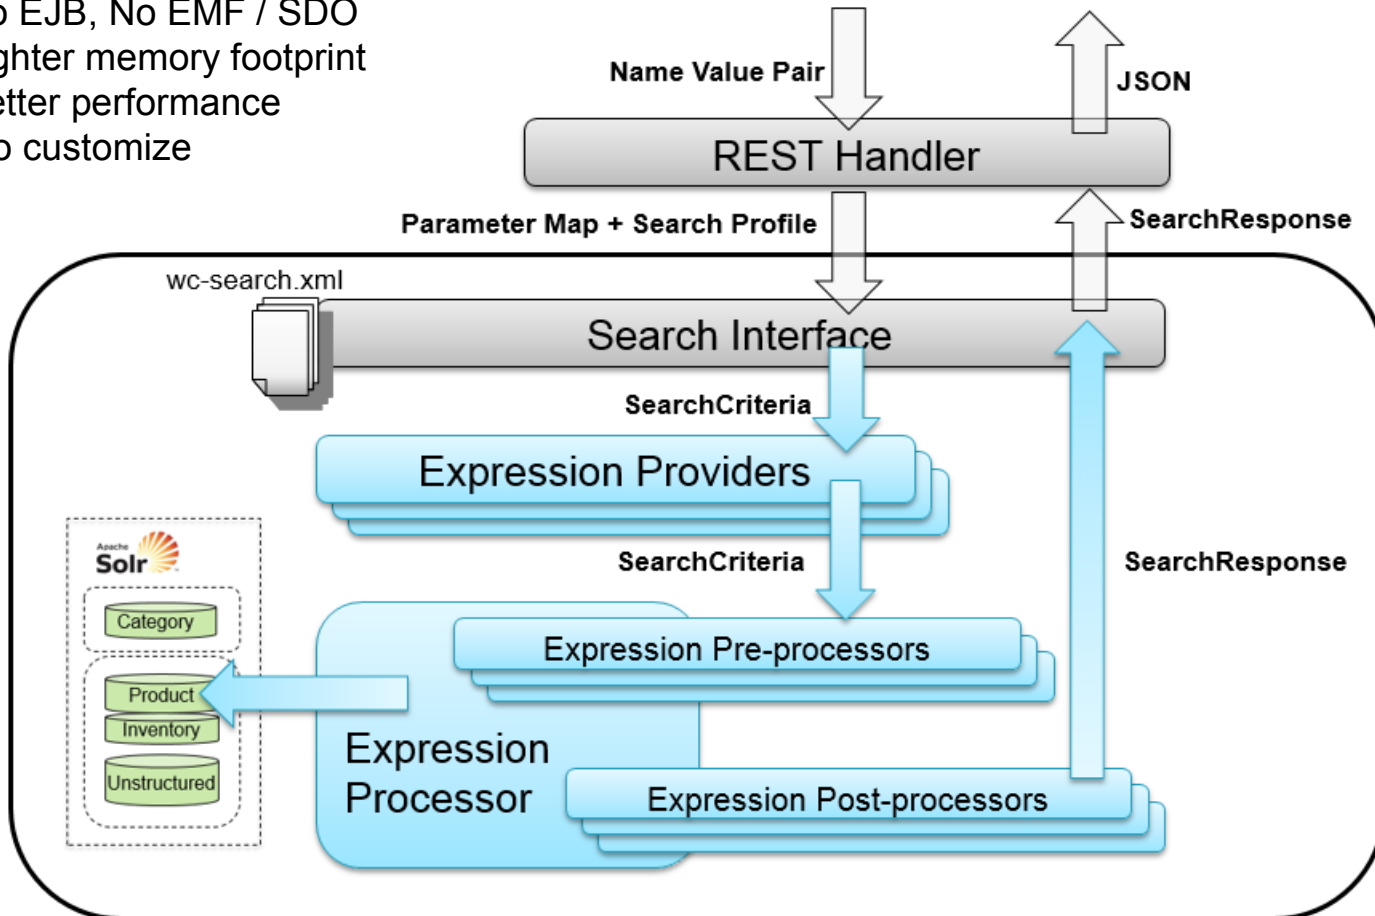 EJB, No EMF / SDO
memory footprint
performance
customize
Name Value Pair
JSON
REST Handler
Parameter Map + Search Profile
SearchResponse
wc-search.xml
Search Interface
SearchCriteria
Expression Providers
Apache
Solr
SearchCriteria
SearchResponse
Category
Expression Pre-processors
Product
Inventory
Expression
Processor
Unstructured
Expression Post-processors